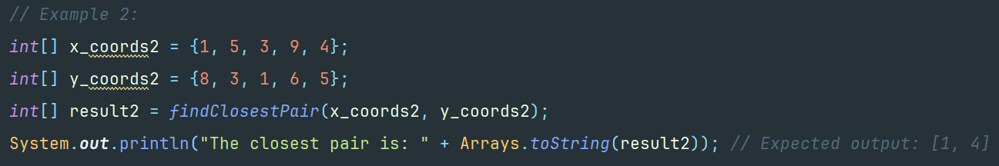 // Example 2:
int[] x_coords2 = {1, 5, 3, 9, 4};
int[] y_coords2 = {8, 3, 1, 6, 5};
int[] result2 = findClosestPair(x_coords2, y_coords2);
System.out.println("The closest pair is: " + Arrays.toString(result2)); // Expected output: [1, 4]